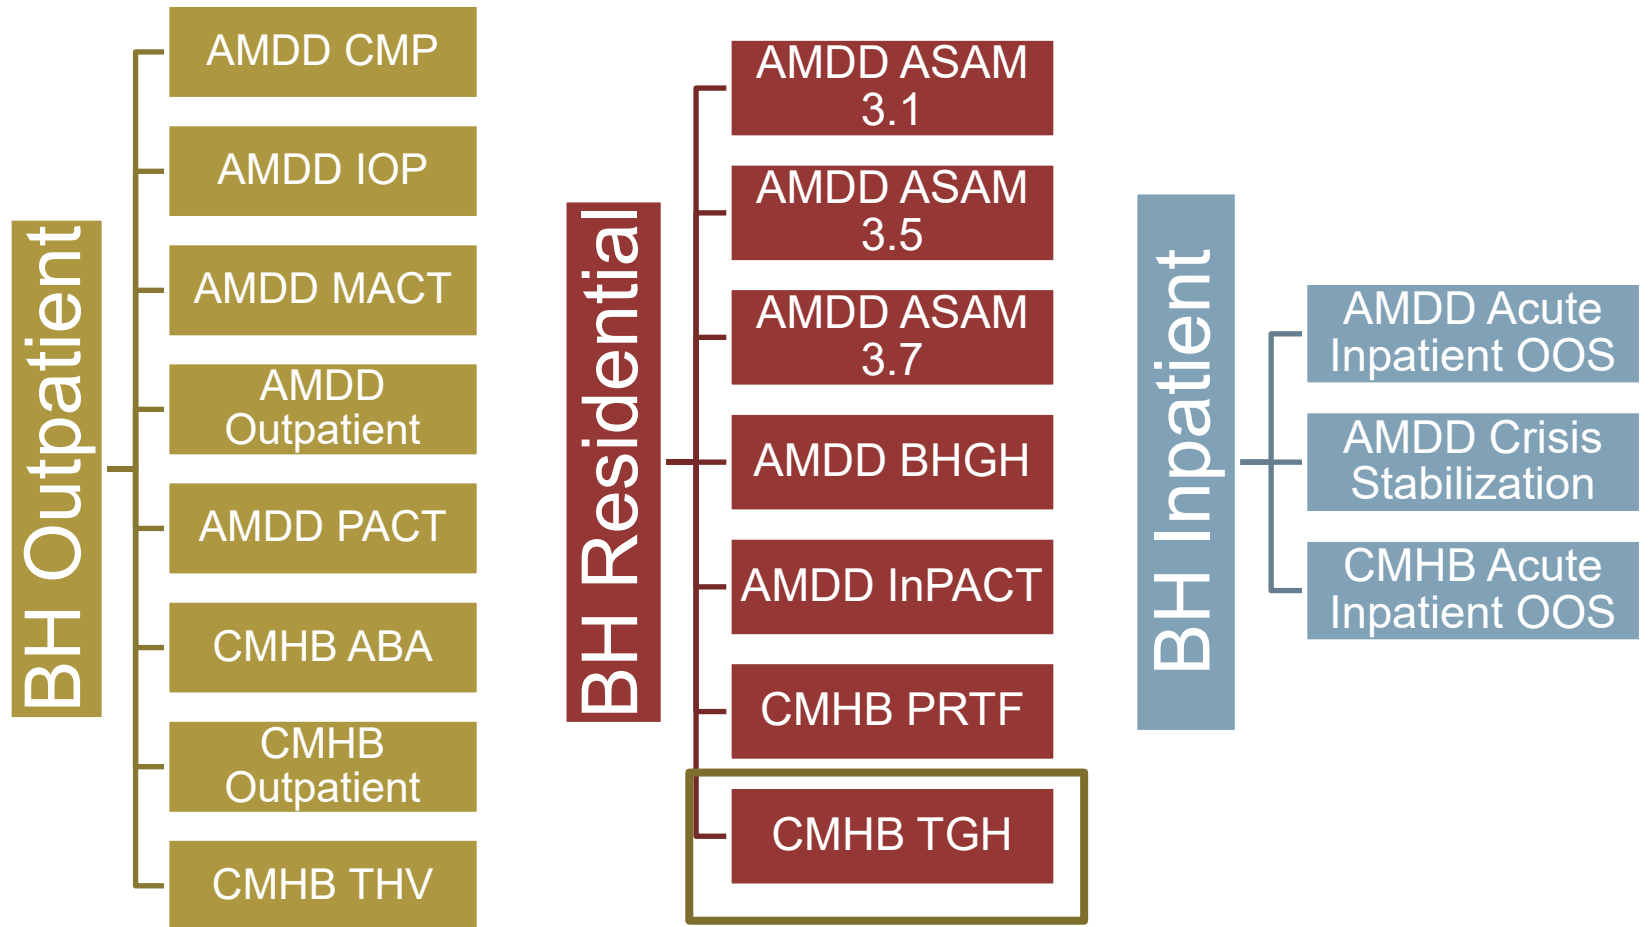 BH Outpatient
AMDD CMP
AMDD IOP
AMDD MACT
AMDD
Outpatient
AMDD PACT
CMHB ABA
CMHB
Outpatient
CMHB THV
BH Residential
AMDD ASAM
3.1
AMDD ASAM
3.5
AMDD ASAM
3.7
AMDD BHGH
AMDD InPACT
CMHB PRTF
CMHB TGH
BH Inpatient
AMDD Acute
Inpatient OOS
AMDD Crisis
Stabilization
CMHB Acute
Inpatient OOS